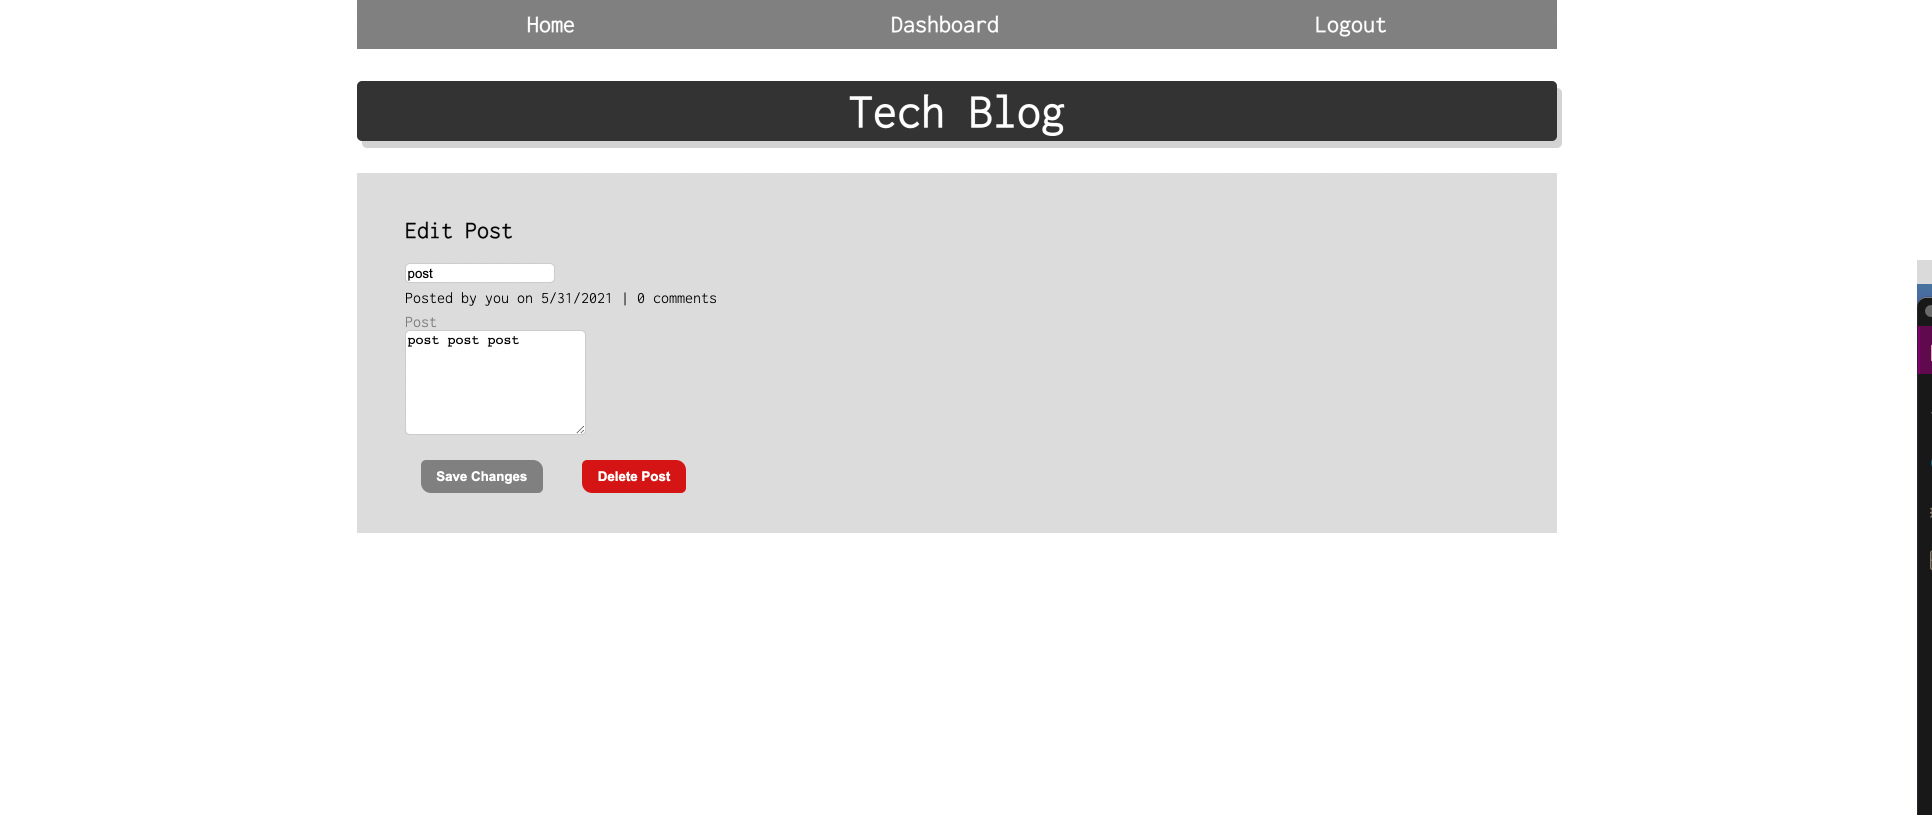 Home Dashboard Logout
Tech Blog
Edit Post
post
Posted by you on 5/31/2021 | 0 comments
Post
post post post
Save Changes Delete Post